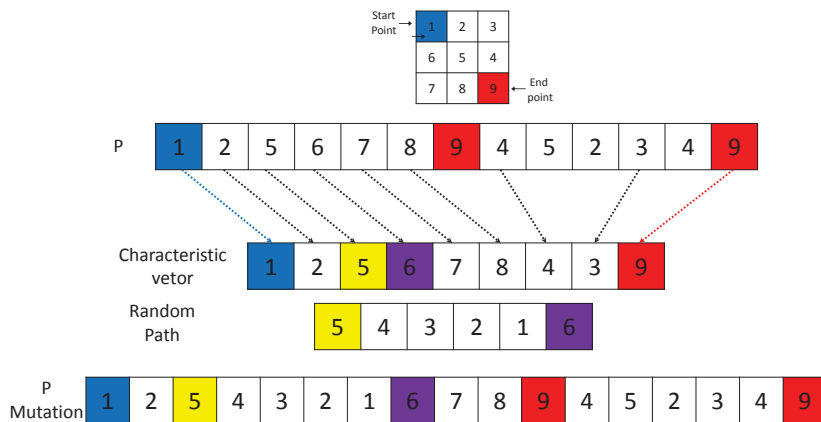 Start
Point
1 2 3
6 5 4
7 8 9
End
point
P
1 2 5 6 7 8 9 4 5 2 3 4 9
Characteristic
vetor
1 2 5 6 7 8 4 3 9
Random
Path
5 4 3 2 1 6
P
Mutation
1 2 5 4 3 2 1 6 7 8 9 4 5 2 3 4 9